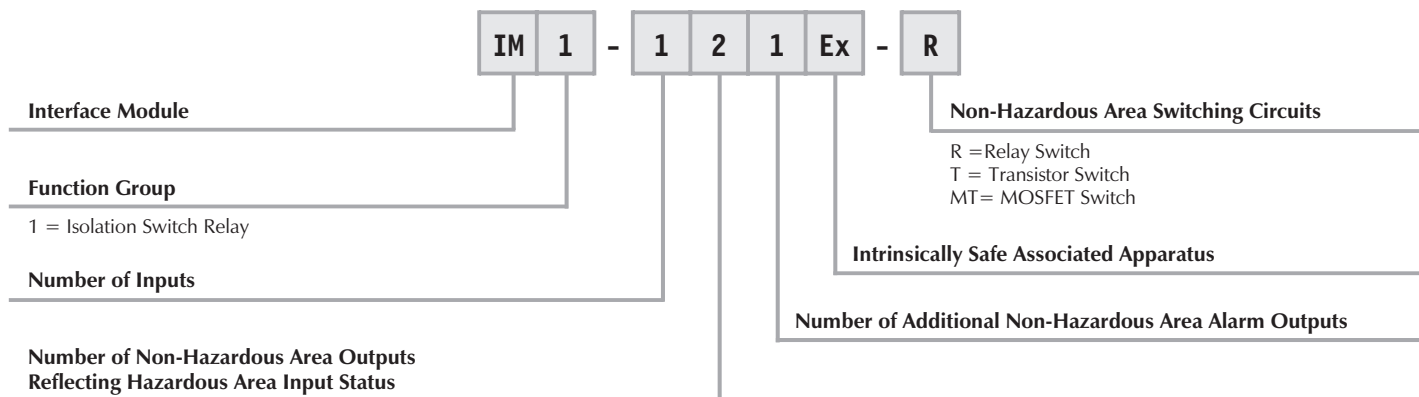 IM 1 - 1 2 1 Ex - R
Interface Module
Non-Hazardous Area Switching Circuits
R =Relay Switch
T = Transistor Switch
MT= MOSFET Switch
Function Group
1 = Isolation Switch Relay
Intrinsically Safe Associated Apparatus
Number of Inputs
Number of Additional Non-Hazardous Area Alarm Outputs
Number of Non-Hazardous Area Outputs
Reflecting Hazardous Area Input Status